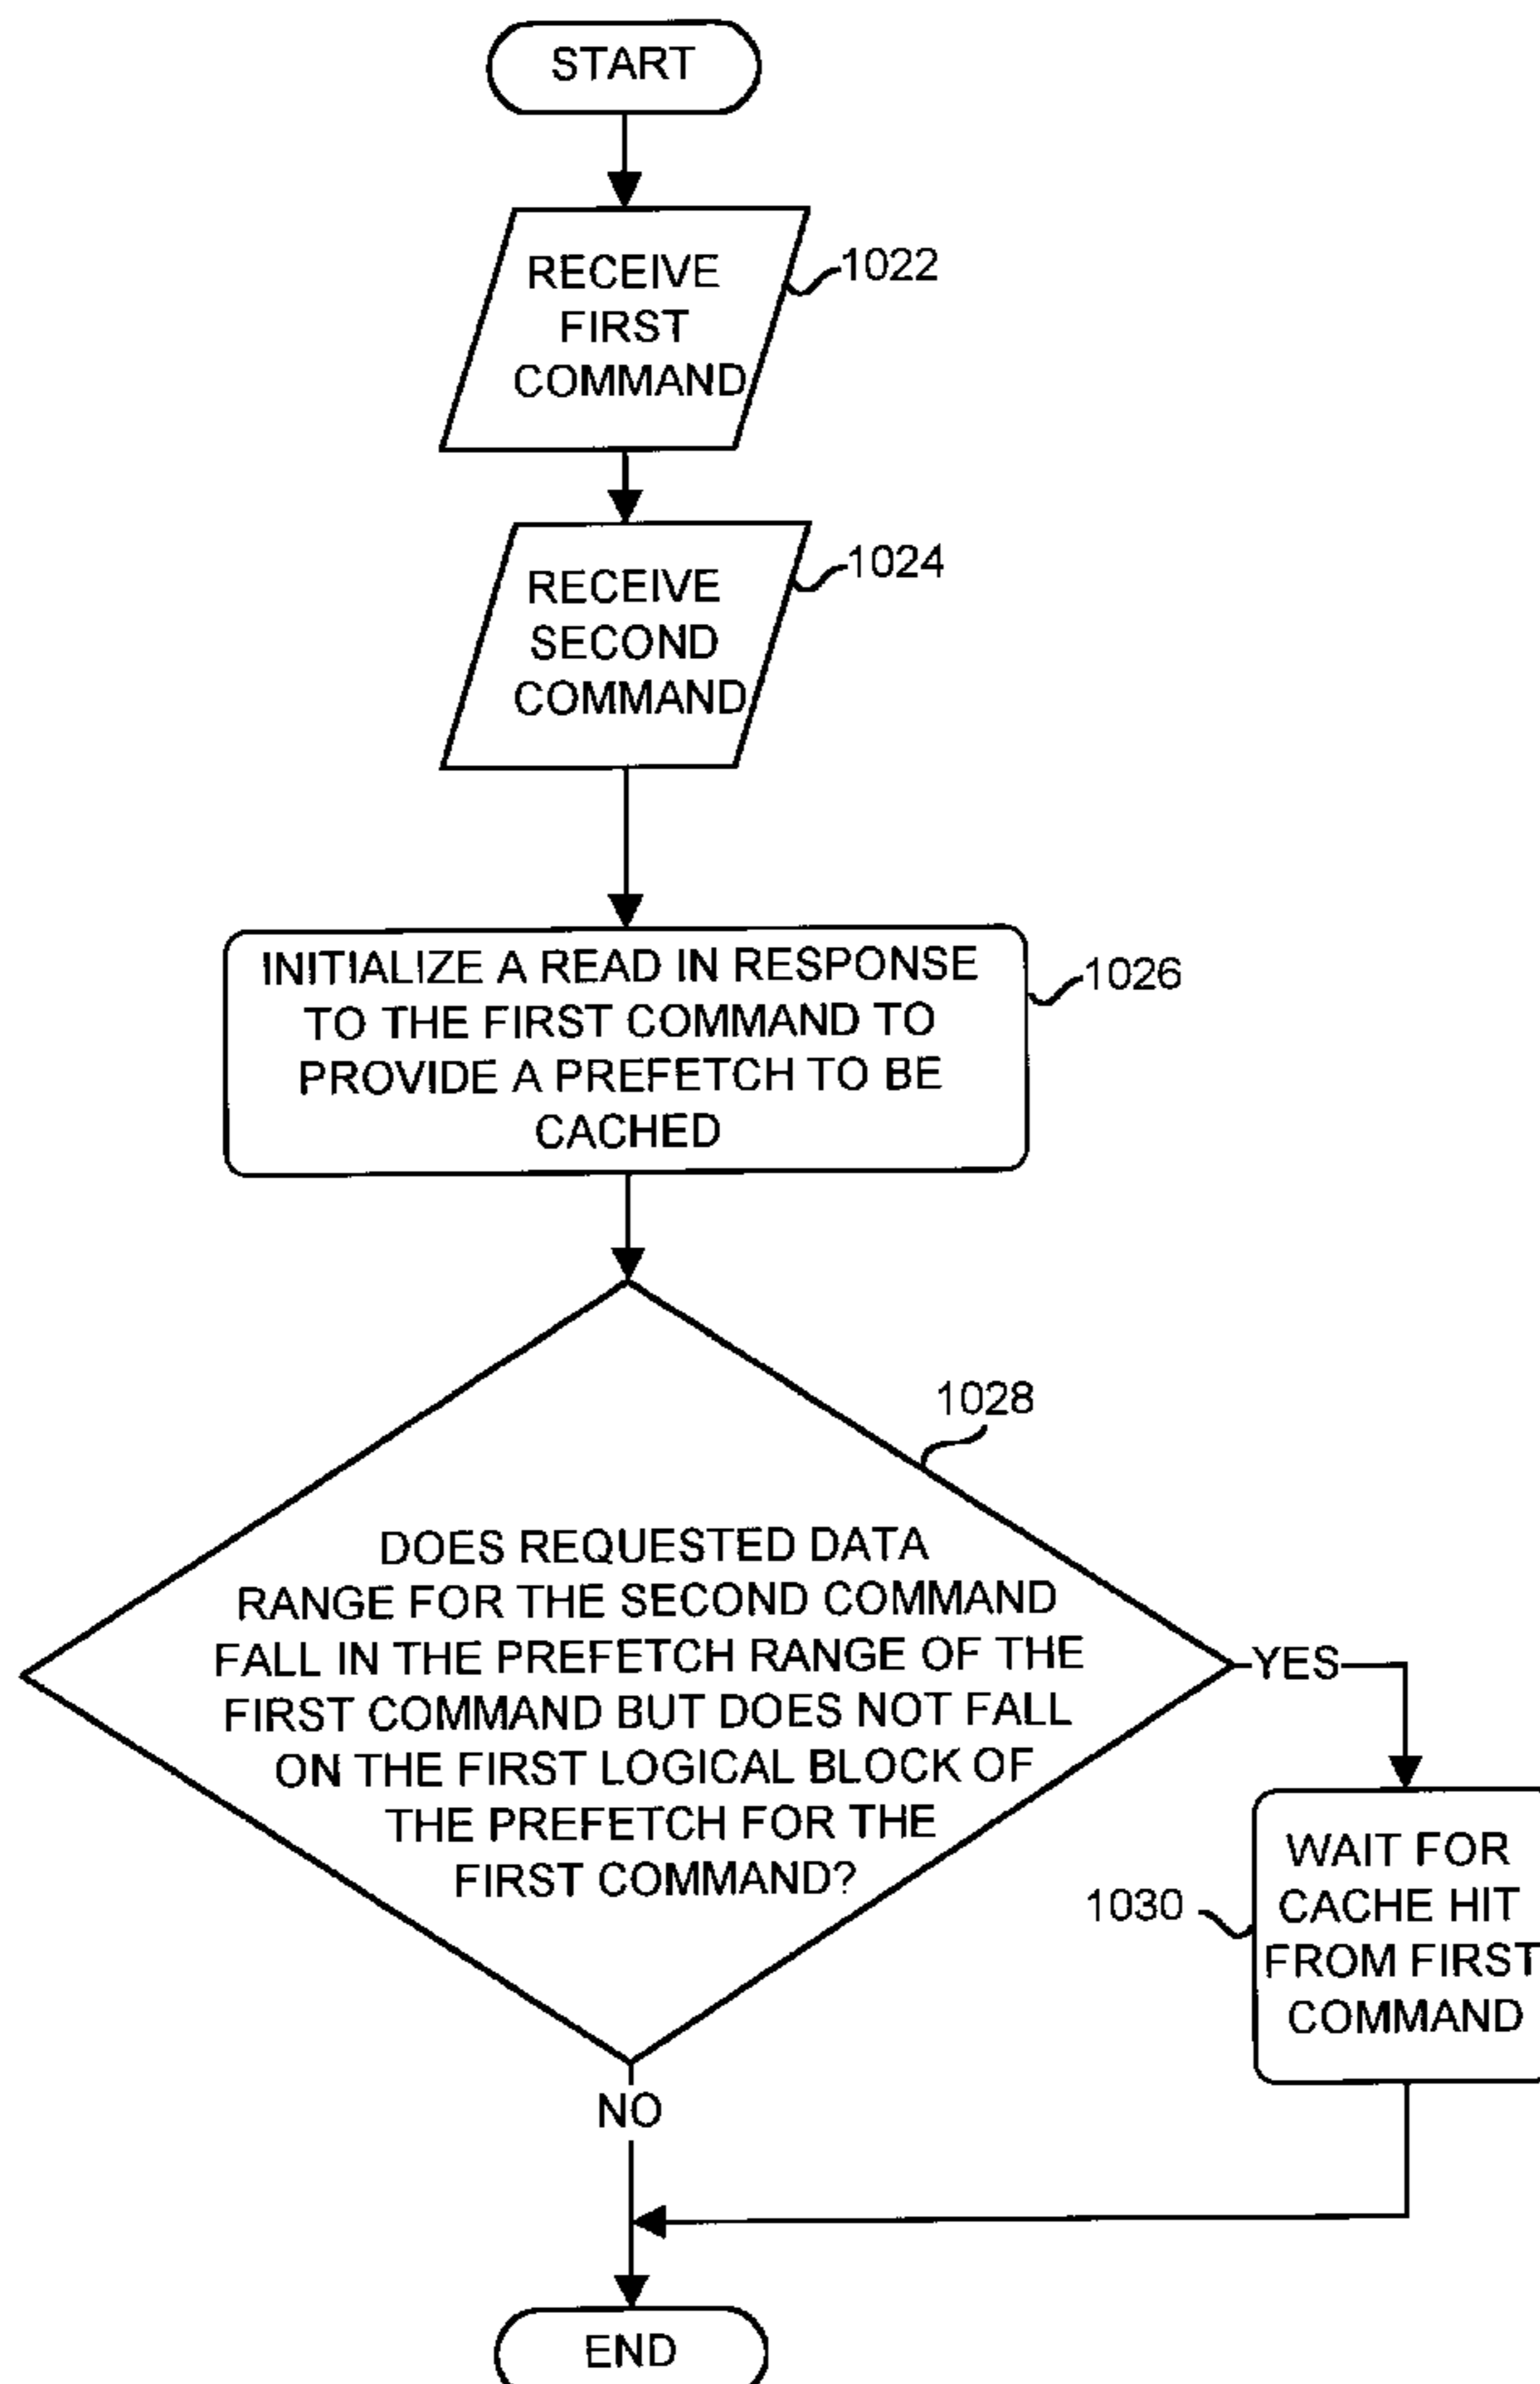 START
RECEIVE
FIRST
COMMAND
1022
RECEIVE
SECOND
COMMAND
1024
INITIALIZE A READ IN RESPONSE
TO THE FIRST COMMAND TO
PROVIDE A PREFETCH TO BE
CACHED
1026
1028
DOES REQUESTED DATA
RANGE FOR THE SECOND COMMAND
FALL IN THE PREFETCH RANGE OF THE
FIRST COMMAND BUT DOES NOT FALL
ON THE FIRST LOGICAL BLOCK OF
THE PREFETCH FOR THE
FIRST COMMAND?
YES
WAIT FOR
CACHE HIT
FROM FIRST
COMMAND
1030
NO
END